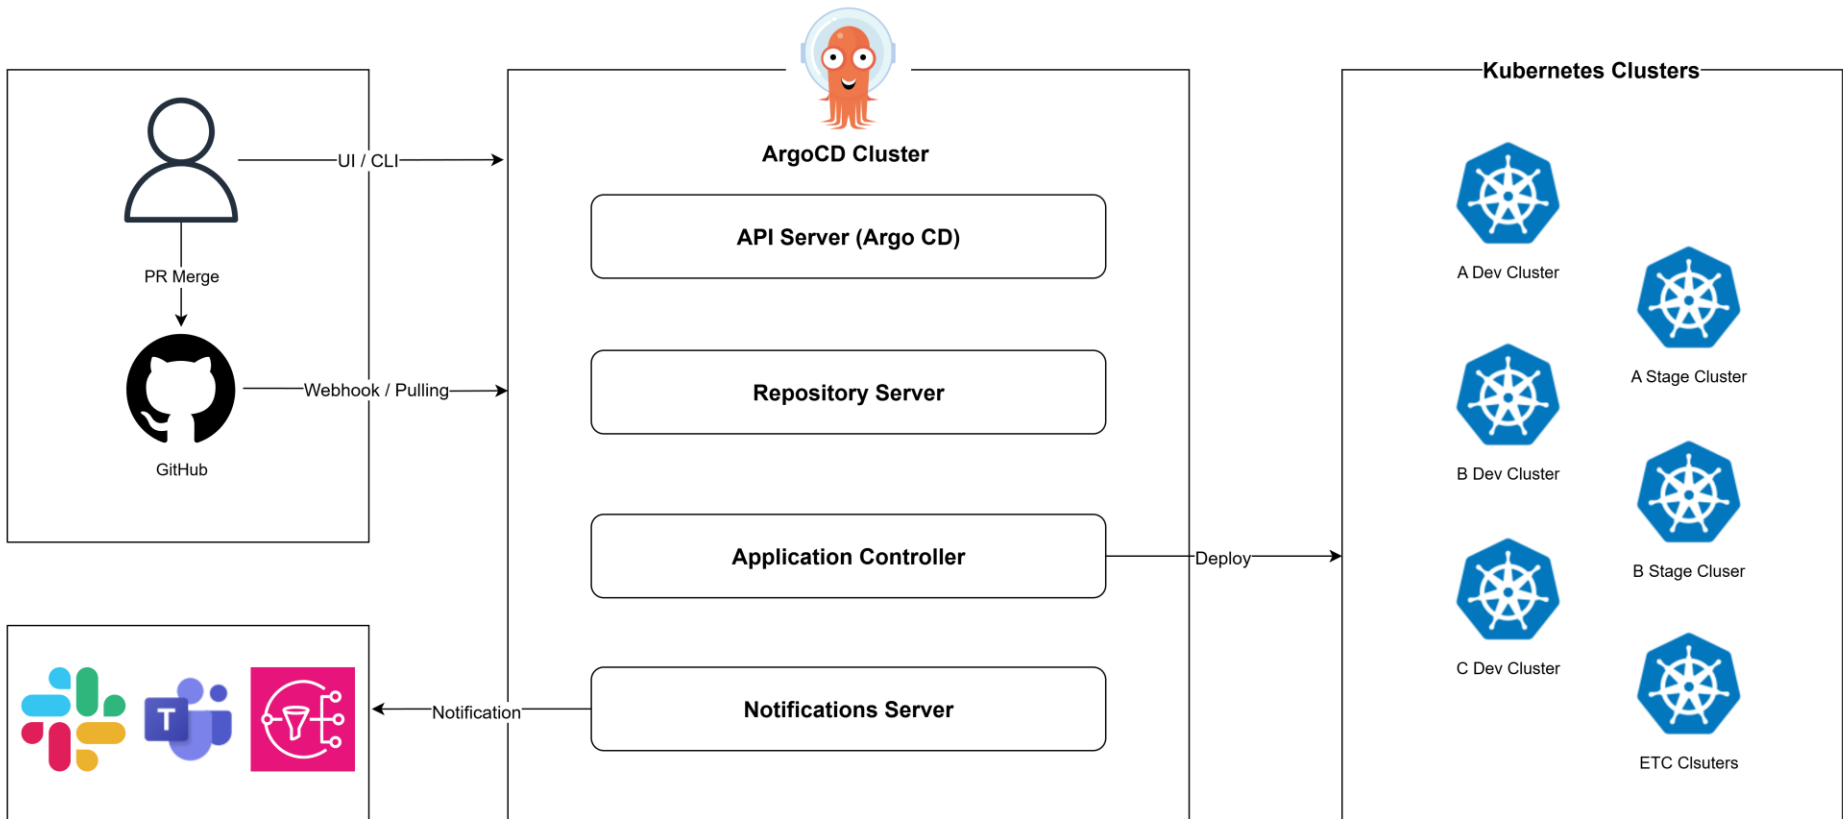 Kubernetes Clusters
ArgoCD Cluster
UI / CLI
API Server (Argo CD)
PR Merge
A Dev Cluster
A Stage Cluster
Webhook / Pulling
Repository Server
GitHub
B Dev Cluster
Application Controller
Deploy
B Stage Cluser
C Dev Cluster
T
Notification
Notifications Server
ETC Clsuters